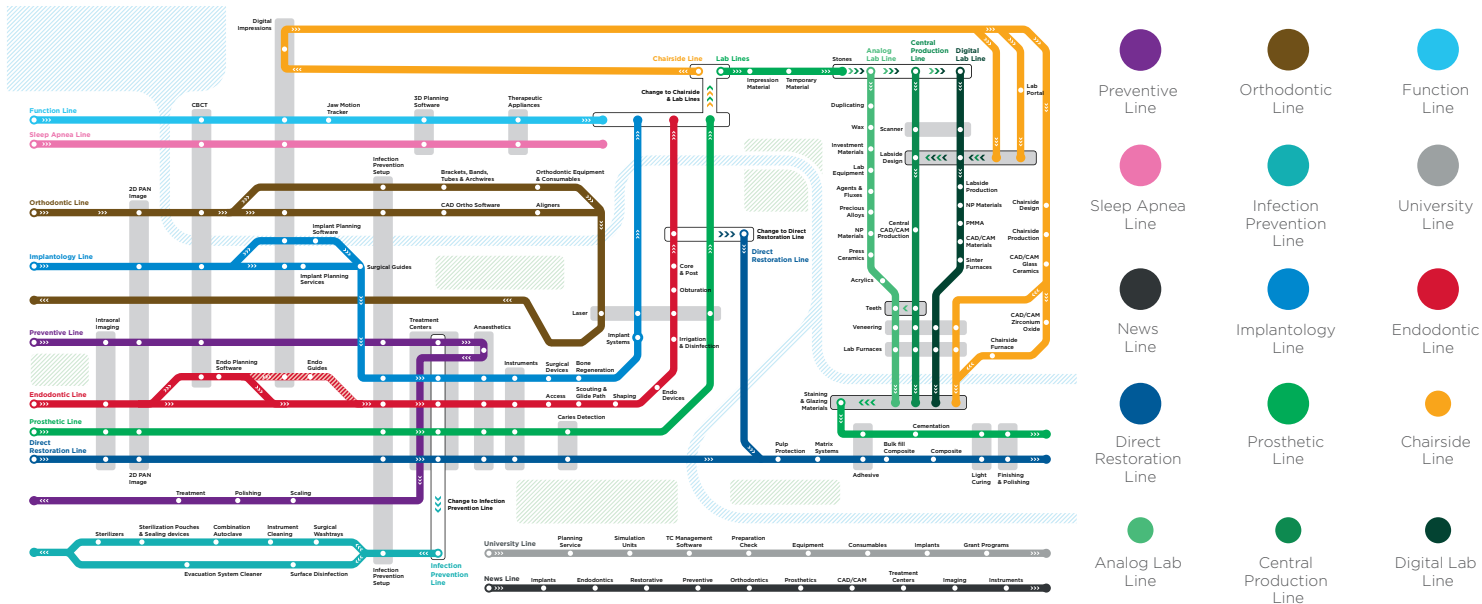 Digital
Impressions
Chairside Line
Lab Lines
Impression
Material
Temporary
Material
Stones
Analog
Lab Line
Central
Production
Line
Digital
Lab Line
Lab
Portal
Change to Chairside
& Lab Lines
Function Line
CBCT
Jaw Motion
Tracker
3D Planning
Software
Therapeutic
Appliances
Sleep Apnea Line
Duplicating
Wax
Investment
Materials
Lab
Equipment
Agents &
Fluxes
Precious
Alloys
NP
Materials
Press
Ceramics
Acrylics
Teeth
Veneering
Lab Furnaces
Scanner
Labside
Design
Central
CAD/CAM
Production
Labside
Production
NP Materials
PMMA
CAD/CAM
Materials
Sinter
Furnaces
Chairside
Design
Chairside
Production
CAD/CAM
Glass
Ceramics
CAD/CAM
Zirconium
Oxide
Chairside
Furnace
Infection
Prevention
Setup
2D PAN
Image
Orthodontic Line
Brackets, Bands,
Tubes & Archwires
Orthodontic Equipment
& Consumables
CAD Ortho Software
Aligners
Implant Planning
Software
Implantology Line
Implant Planning
Services
Surgical Guides
Change to Direct
Restoration Line
Direct
Restoration Line
Core
& Post
Obturation
Laser
Irrigation
& Disinfection
Implant
Systems
Intraoral
Imaging
Preventive Line
Treatment
Centers
Anaesthetics
Endo Planning
Software
Endo
Guides
Instruments
Surgical
Devices
Bone
Regeneration
Endodontic Line
Access
Scouting &
Glide Path
Shaping
Endo
Devices
Caries Detection
Prosthetic Line
Direct
Restoration Line
2D PAN
Image
Staining
& Glazing
Materials
Cementation
Pulp
Protection
Matrix
Systems
Bulk fill
Composite
Composite
Adhesive
Light
Curing
Finishing
& Polishing
Treatment
Polishing
Scaling
Change to Infection
Prevention Line
Sterilizers
Sterilization Pouches
& Sealing devices
Combination
Autoclave
Instrument
Cleaning
Surgical
Washtrays
Evacuation System Cleaner
Surface Disinfection
Infection
Prevention
Setup
Infection
Prevention
Line
University Line
Planning
Service
Simulation
Units
TC Management
Software
Preparation
Check
Equipment
Consumables
Implants
Grant Programs
News Line
Implants
Endodontics
Restorative
Preventive
Orthodontics
Prosthetics
CAD/CAM
Treatment
Centers
Imaging
Instruments
Preventive
Line
Orthodontic
Line
Function
Line
Sleep Apnea
Line
Infection
Prevention
Line
University
Line
News
Line
Implantology
Line
Endodontic
Line
Direct
Restoration
Line
Prosthetic
Line
Chairside
Line
Analog Lab
Line
Central
Production
Line
Digital Lab
Line